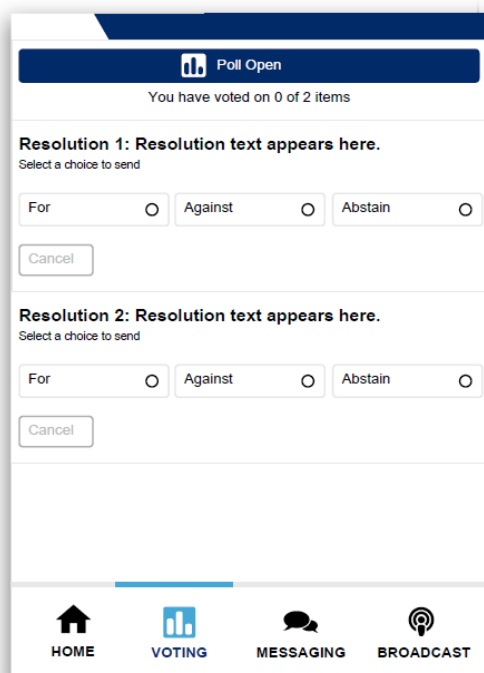 Poll Open
You have voted on 0 of 2 items
Resolution 1: Resolution text appears here.
Select a choice to send
For Against Abstain
Cancel
Resolution 2: Resolution text appears here.
Select a choice to send
For Against Abstain
Cancel
HOME VOTING MESSAGING BROADCAST